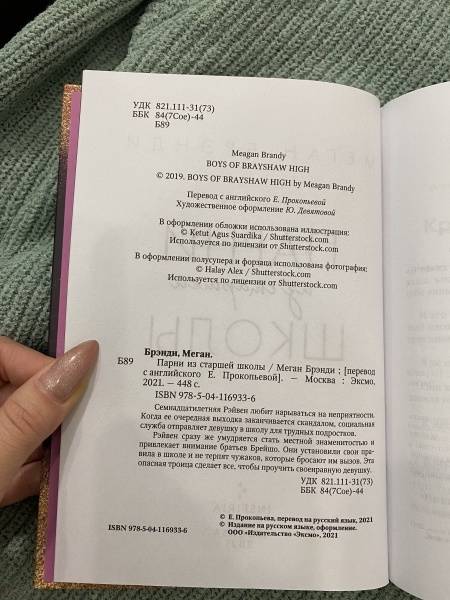 УДК 821.111-31(73)
ББК 84(7Сое)-44
Б89
Meagan Brandy
BOYS OF BRAYSHAW HIGH
© 2019. BOYS OF BRAYSHAW HIGH by Meagan Brandy
Перевод с английского Е. Прокопьевой
Художественное оформление Ю. Девятовой
В оформлении обложки использована иллюстрация:
© Ketut Agus Suardika / Shutterstock.com
Используется по лицензии от Shutterstock.com
В оформлении полусупера и форзаца использована фотография:
© Halay Alex / Shutterstock.com
Используется по лицензии от Shutterstock.com
Брэнди, Меган.
Б89 Парни из старшей школы / Меган Брэнди ; [перевод
с английского Е. Прокопьевой]. — Москва : Эксмо,
2021. — 448 с.
ISBN 978-5-04-116933-6
Семнадцатилетняя Рэйвен любит нарываться на неприятности.
Когда ее очередная выходка заканчивается скандалом, социальная
служба отправляет девушку в школу для трудных подростков.
Рэйвен сразу же умудряется стать местной знаменитостью и
привлекает внимание братьев Брейшо. Они установили свои пра-
вила в школе и не терпят чужаков, которые бросают им вызов. Эта
опасная троица сделает все, чтобы проучить своенравную девушку.
УДК 821.111-31(73)
ББК 84(7Сое)-44
© Е. Прокопьева, перевод на русский язык, 2021
© Издание на русском языке, оформление.
ООО «Издательство «Эксмо», 2021
ISBN 978-5-04-116933-6